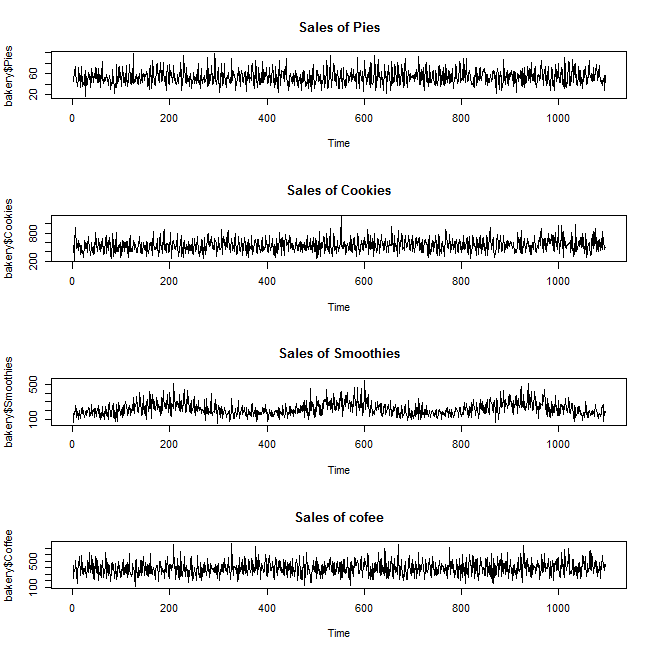 Sales of Pies
bakery$Pies
20 60
0 200 400 600 800 1000
Time
Sales of Cookies
bakery$Cookies
200 800
0 200 400 600 800 1000
Time
Sales of Smoothies
bakery$Smoothies
100 500
0 200 400 600 800 1000
Time
Sales of cofee
bakery$Coffee
100 500
0 200 400 600 800 1000
Time